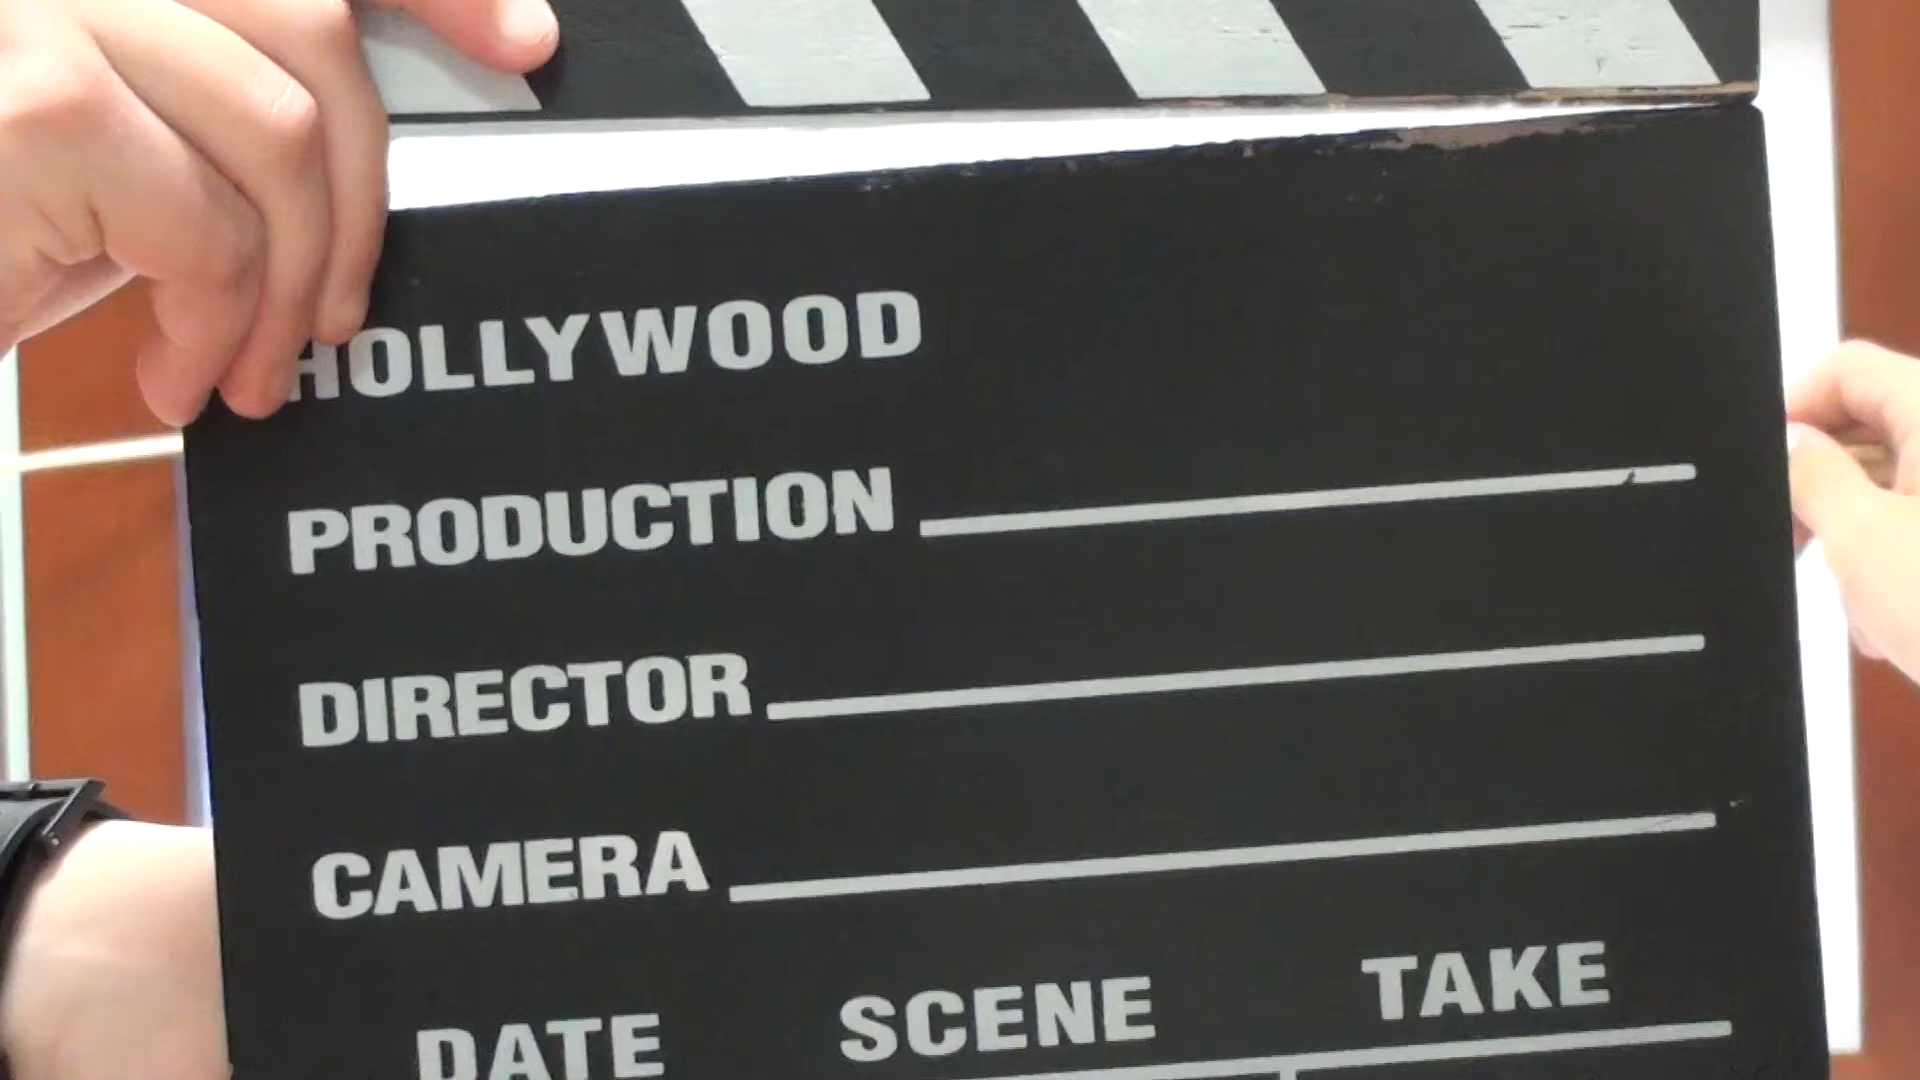 HOLLYWOOD
PRODUCTION
DIRECTOR
CAMERA
DATE SCENE TAKE